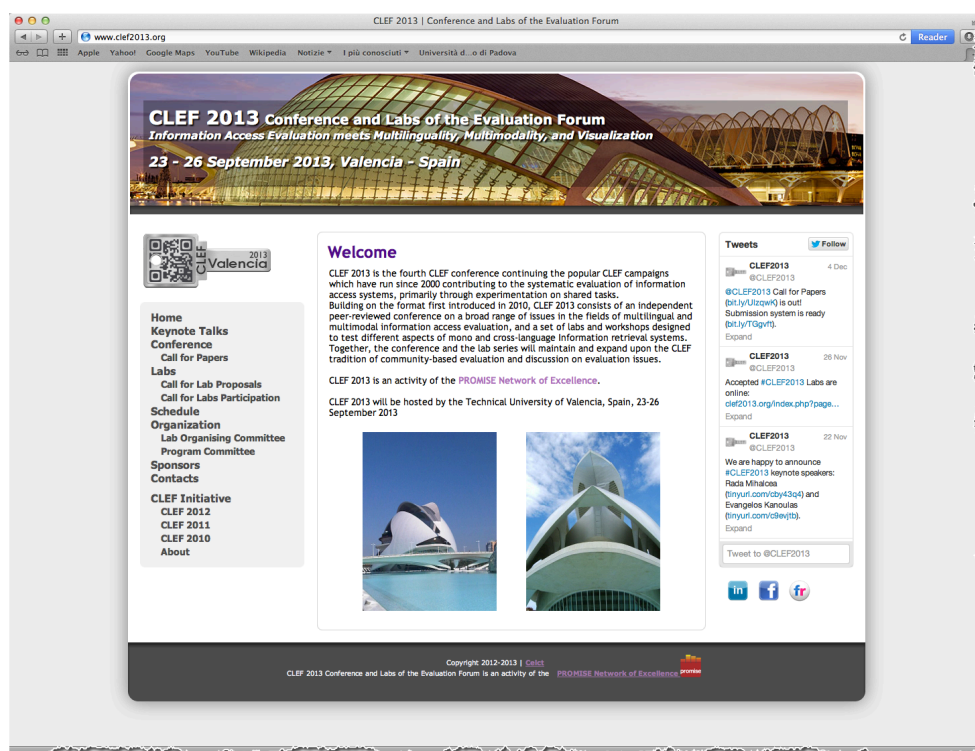 CLEF 2013 | Conference and Labs of the Evaluation Forum
www.clef2013.org
Reader
Apple Yahoo! Google Maps YouTube Wikipedia Notizie I più conosciuti Università d...o di Padova
CLEF 2013 Conference and Labs of the Evaluation Forum
Information Access Evaluation meets Multilinguality, Multimodality, and Visualization
23 - 26 September 2013, Valencia - Spain
CLEF
2013
Valencia
Home
Keynote Talks
Conference
Call for Papers
Labs
Call for Lab Proposals
Call for Labs Participation
Schedule
Organization
Lab Organising Committee
Program Committee
Sponsors
Contacts
CLEF Initiative
CLEF 2012
CLEF 2011
CLEF 2010
About
Welcome
CLEF 2013 is the fourth CLEF conference continuing the popular CLEF campaigns
which have run since 2000 contributing to the systematic evaluation of information
access systems, primarily through experimentation on shared tasks.
Building on the format first introduced in 2010, CLEF 2013 consists of an independent
peer-reviewed conference on a broad range of issues in the fields of multilingual and
multimodal information access evaluation, and a set of labs and workshops designed
to test different aspects of mono and cross-language Information retrieval systems.
Together, the conference and the lab series will maintain and expand upon the CLEF
tradition of community-based evaluation and discussion on evaluation issues.
CLEF 2013 is an activity of the PROMISE Network of Excellence.
CLEF 2013 will be hosted by the Technical University of Valencia, Spain, 23-26
September 2013
Tweets
Follow
CLEF2013 4 Dec
@CLEF2013
@CLEF2013 Call for Papers
(bit.ly/UIzqwK) is out!
Submission system is ready
(bit.ly/TGgvft).
Expand
CLEF2013 26 Nov
@CLEF2013
Accepted #CLEF2013 Labs are
online:
clef2013.org/index.php?page...
Expand
CLEF2013 22 Nov
@CLEF2013
We are happy to announce
#CLEF2013 keynote speakers:
Rada Mihalcea
(tinyurl.com/cby43q4) and
Evangelos Kanoulas
(tinyurl.com/c9evjtb).
Expand
Tweet to @CLEF2013
in f fr
Copyright 2012-2013 | Celct
CLEF 2013 Conference and Labs of the Evaluation Forum is an activity of the PROMISE Network of Excellence
promise